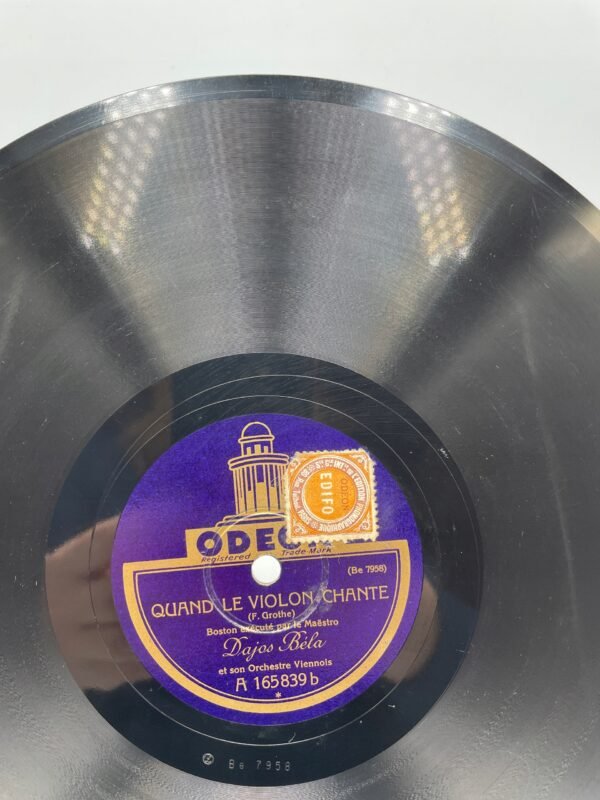 ODEON
Registered Trade Mark
ODEON
EDIFO
(Be 7958)
QUAND LE VIOLON CHANTE
(F. Grothe)
Boston exécuté par le Maëstro
Dajos Béla
et son Orchestre Viennois
A 165839 b
*
Be 7958